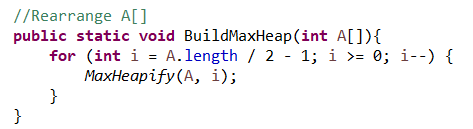 //Rearrange A[]
public static void BuildMaxHeap(int A[]){
    for (int i = A.length / 2 - 1; i >= 0; i--) {
        MaxHeapify(A, i);
    }
}